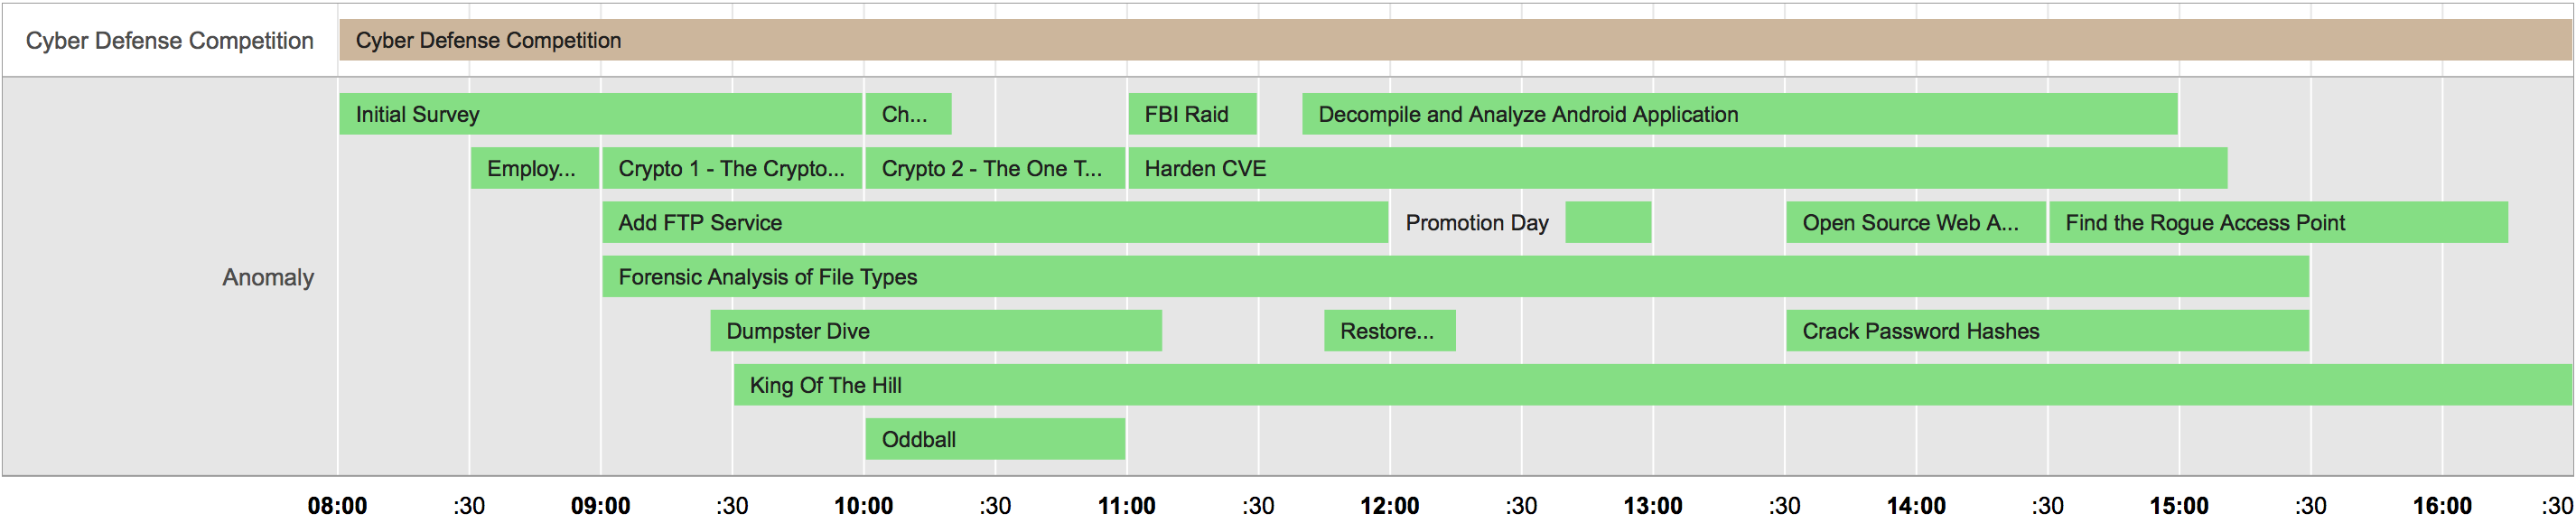 Cyber Defense Competition
Cyber Defense Competition
Initial Survey
Ch...
FBI Raid
Decompile and Analyze Android Application
Employ...
Crypto 1 - The Crypto...
Crypto 2 - The One T...
Harden CVE
Add FTP Service
Promotion Day
Open Source Web A...
Find the Rogue Access Point
Anomaly
Forensic Analysis of File Types
Dumpster Dive
Restore...
Crack Password Hashes
King Of The Hill
Oddball
08:00 :30 09:00 :30 10:00 :30 11:00 :30 12:00 :30 13:00 :30 14:00 :30 15:00 :30 16:00 :30